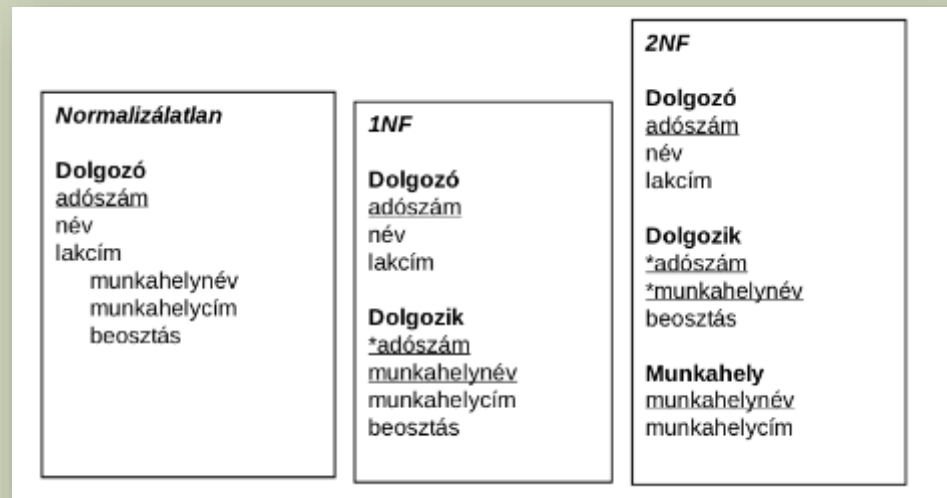 Normalizálatlan
Dolgozó
adószám
név
lakcím
munkahelynév
munkahelycím
beosztás
1NF
Dolgozó
adószám
név
lakcím
Dolgozik
*adószám
munkahelynév
munkahelycím
beosztás
2NF
Dolgozó
adószám
név
lakcím
Dolgozik
*adószám
*munkahelynév
beosztás
Munkahely
munkahelynév
munkahelycím